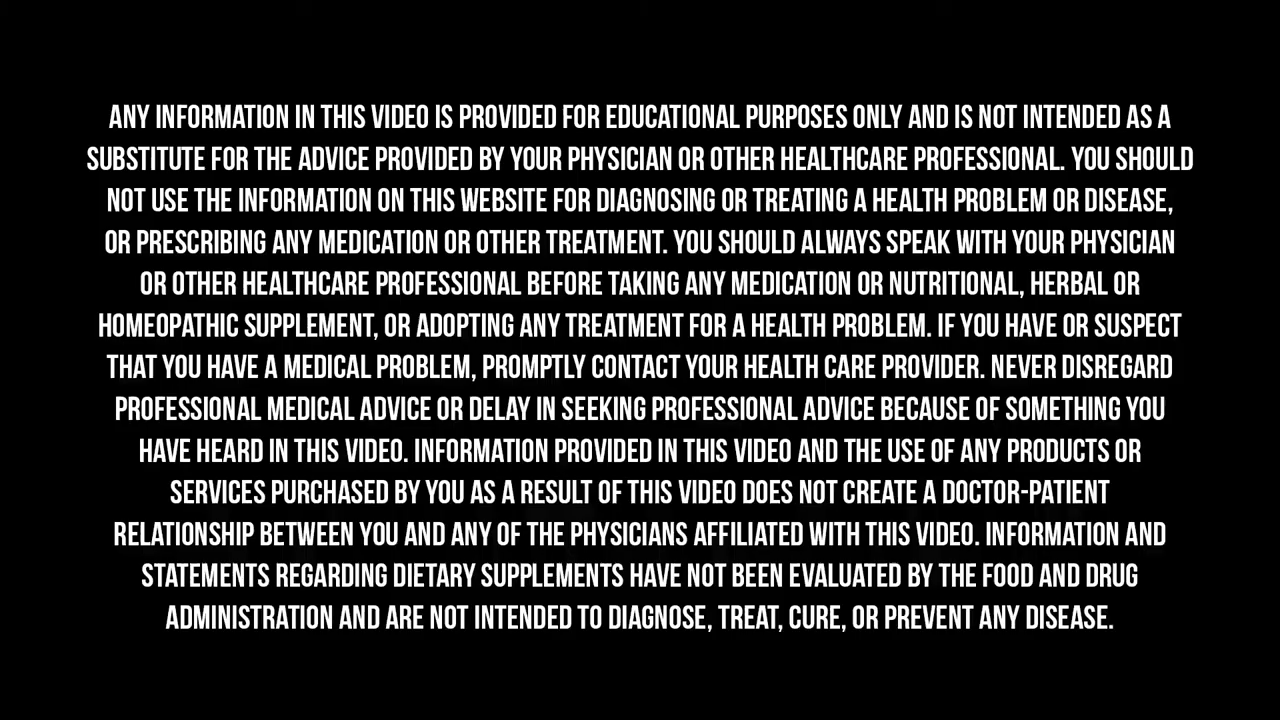 ANY INFORMATION IN THIS VIDEO IS PROVIDED FOR EDUCATIONAL PURPOSES ONLY AND IS NOT INTENDED AS A
SUBSTITUTE FOR THE ADVICE PROVIDED BY YOUR PHYSICIAN OR OTHER HEALTHCARE PROFESSIONAL. YOU SHOULD
NOT USE THE INFORMATION ON THIS WEBSITE FOR DIAGNOSING OR TREATING A HEALTH PROBLEM OR DISEASE,
OR PRESCRIBING ANY MEDICATION OR OTHER TREATMENT. YOU SHOULD ALWAYS SPEAK WITH YOUR PHYSICIAN
OR OTHER HEALTHCARE PROFESSIONAL BEFORE TAKING ANY MEDICATION OR NUTRITIONAL, HERBAL OR
HOMEOPATHIC SUPPLEMENT, OR ADOPTING ANY TREATMENT FOR A HEALTH PROBLEM. IF YOU HAVE OR SUSPECT
THAT YOU HAVE A MEDICAL PROBLEM, PROMPTLY CONTACT YOUR HEALTH CARE PROVIDER. NEVER DISREGARD
PROFESSIONAL MEDICAL ADVICE OR DELAY IN SEEKING PROFESSIONAL ADVICE BECAUSE OF SOMETHING YOU
HAVE HEARD IN THIS VIDEO. INFORMATION PROVIDED IN THIS VIDEO AND THE USE OF ANY PRODUCTS OR
SERVICES PURCHASED BY YOU AS A RESULT OF THIS VIDEO DOES NOT CREATE A DOCTOR-PATIENT
RELATIONSHIP BETWEEN YOU AND ANY OF THE PHYSICIANS AFFILIATED WITH THIS VIDEO. INFORMATION AND
STATEMENTS REGARDING DIETARY SUPPLEMENTS HAVE NOT BEEN EVALUATED BY THE FOOD AND DRUG
ADMINISTRATION AND ARE NOT INTENDED TO DIAGNOSE, TREAT, CURE, OR PREVENT ANY DISEASE.